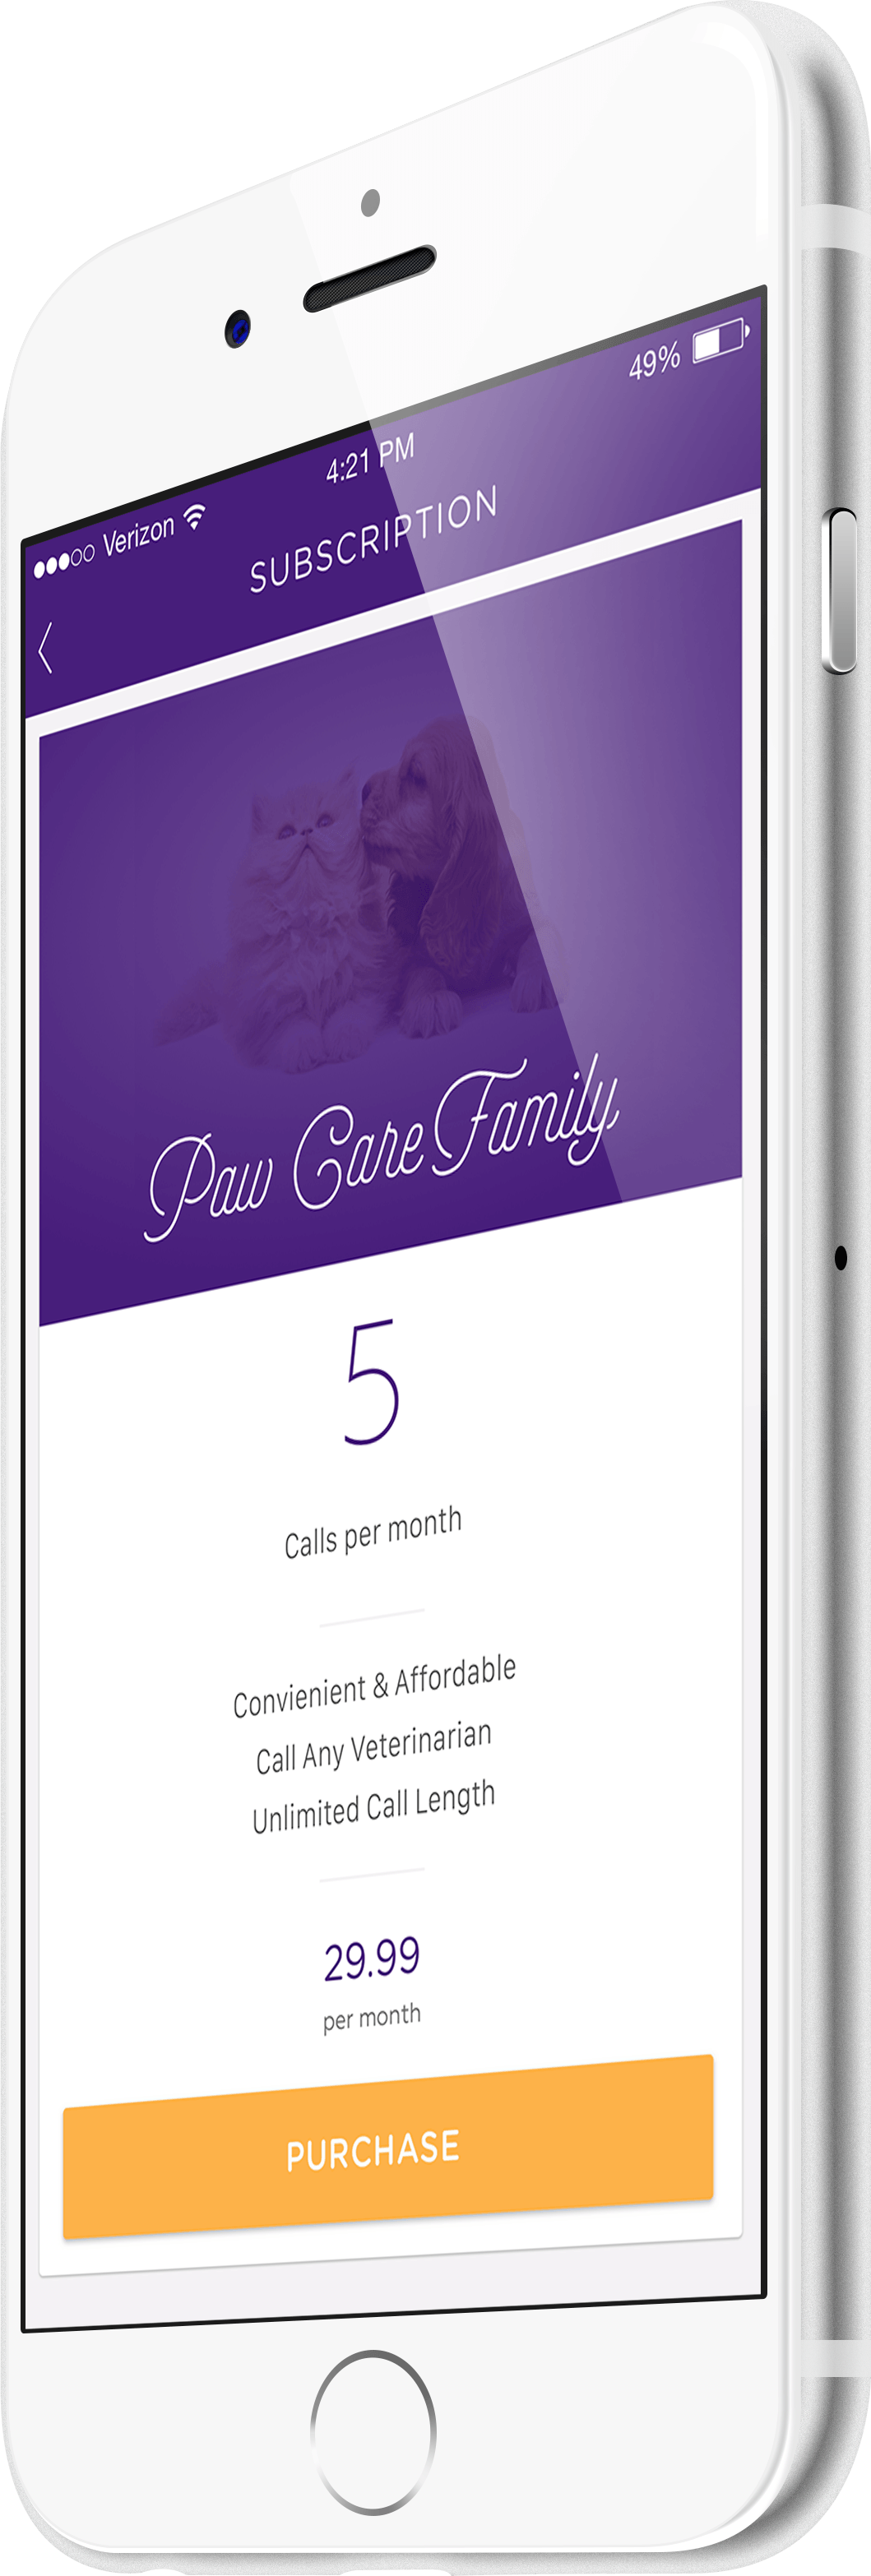 Verizon 4:21 PM 49%
SUBSCRIPTION
Paw Care Family
5
Calls per month
Convienient & Affordable
Call Any Veterinarian
Unlimited Call Length
29.99
per month
PURCHASE